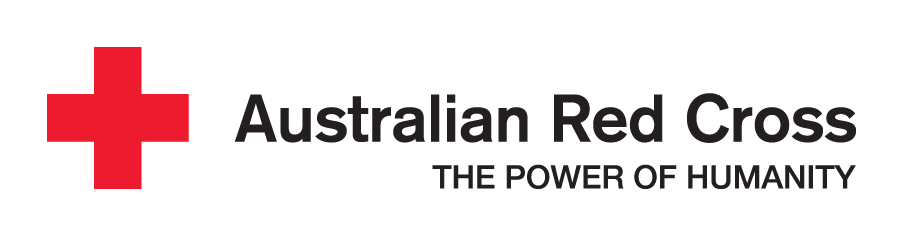 Australian Red Cross
THE POWER OF HUMANITY